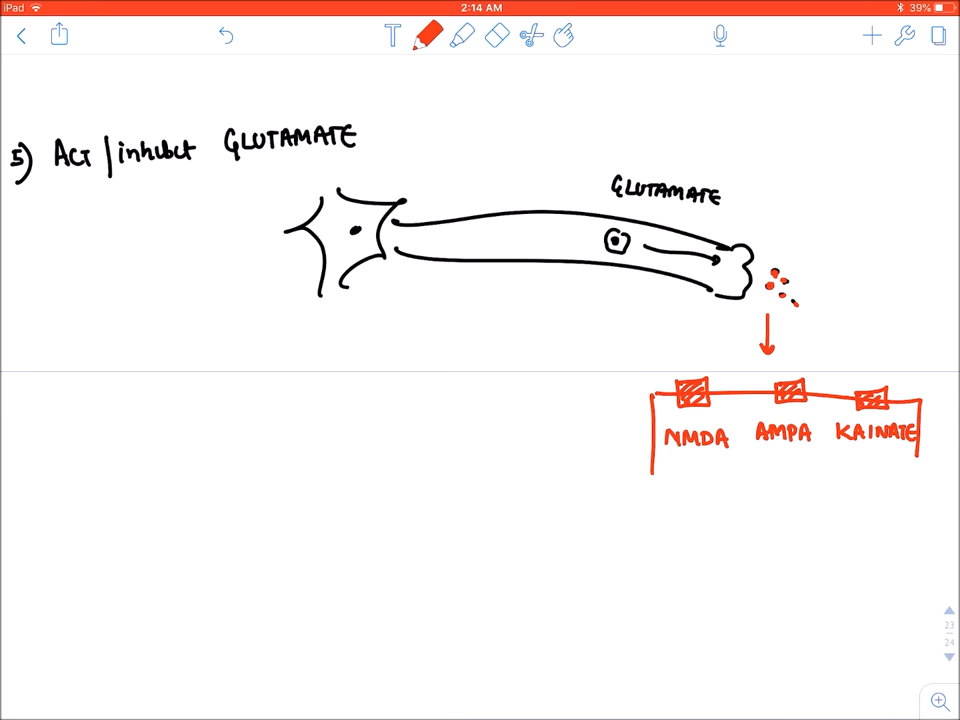 iPad 2:14 AM 39%
T
5) Act/inhibit GLUTAMATE
GLUTAMATE
NMDA AMPA KAINATE
23
24